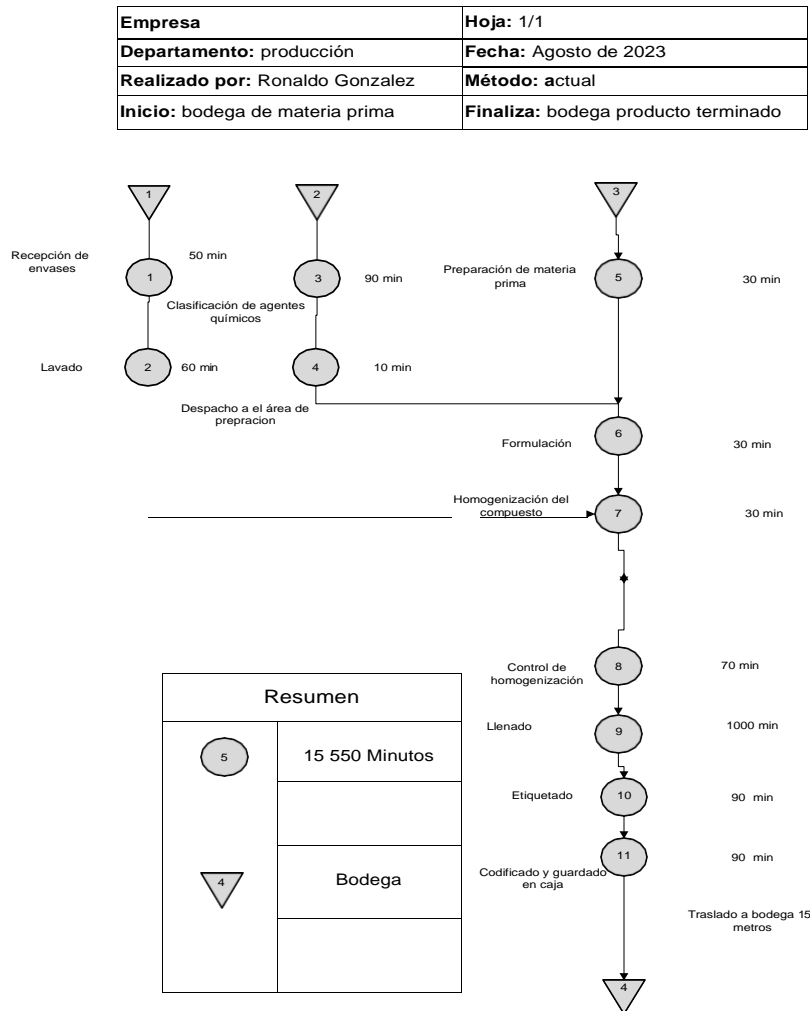 Empresa
Hoja: 1/1
Departamento: producción
Fecha: Agosto de 2023
Realizado por: Ronaldo Gonzalez
Método: actual
Inicio: bodega de materia prima
Finaliza: bodega producto terminado
1
2
3
Recepción de
envases
1
50 min
3
90 min
Clasificación de agentes
químicos
Preparación de materia
prima
5
30 min
Lavado
2
60 min
4
10 min
Despacho a el área de
prepracion
Formulación
6
30 min
Homogenización del
compuesto
7
30 min
Control de
homogenización
8
70 min
Llenado
9
1000 min
Etiquetado
10
90 min
Codificado y guardado
en caja
11
90 min
Traslado a bodega 15
metros
4
Resumen
5
15 550 Minutos
4
Bodega